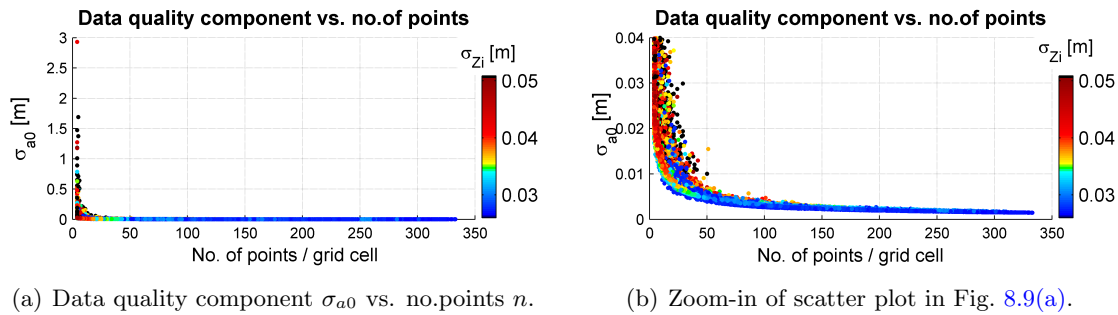 Data quality component vs. no.of points
3
2.5
2
1.5
1
0.5
0
σa0 [m]
0 50 100 150 200 250 300 350
No. of points / grid cell
σZi [m]
0.05
0.04
0.03
(a) Data quality component σa0 vs. no.points n.
Data quality component vs. no.of points
0.04
0.03
0.02
0.01
0
σa0 [m]
0 50 100 150 200 250 300 350
No. of points / grid cell
σZi [m]
0.05
0.04
0.03
(b) Zoom-in of scatter plot in Fig. 8.9(a).